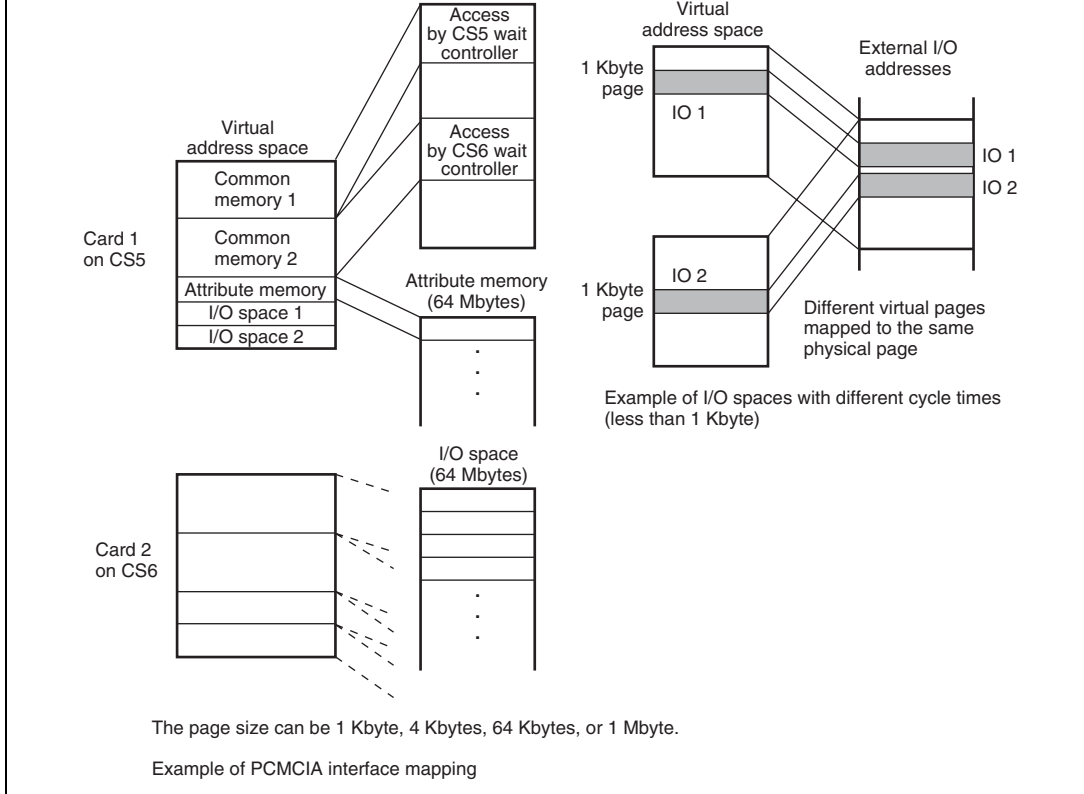 Access
by CS5 wait
controller
Access
by CS6 wait
controller
Virtual
address space
Common
memory 1
Common
memory 2
Attribute memory
I/O space 1
I/O space 2
Card 1
on CS5
Attribute memory
(64 Mbytes)
.
.
.
I/O space
(64 Mbytes)
.
.
.
Card 2
on CS6
Virtual
address space
1 Kbyte
page
IO 1
External I/O
addresses
IO 1
IO 2
1 Kbyte
page
IO 2
Different virtual pages
mapped to the same
physical page
Example of I/O spaces with different cycle times
(less than 1 Kbyte)
The page size can be 1 Kbyte, 4 Kbytes, 64 Kbytes, or 1 Mbyte.
Example of PCMCIA interface mapping